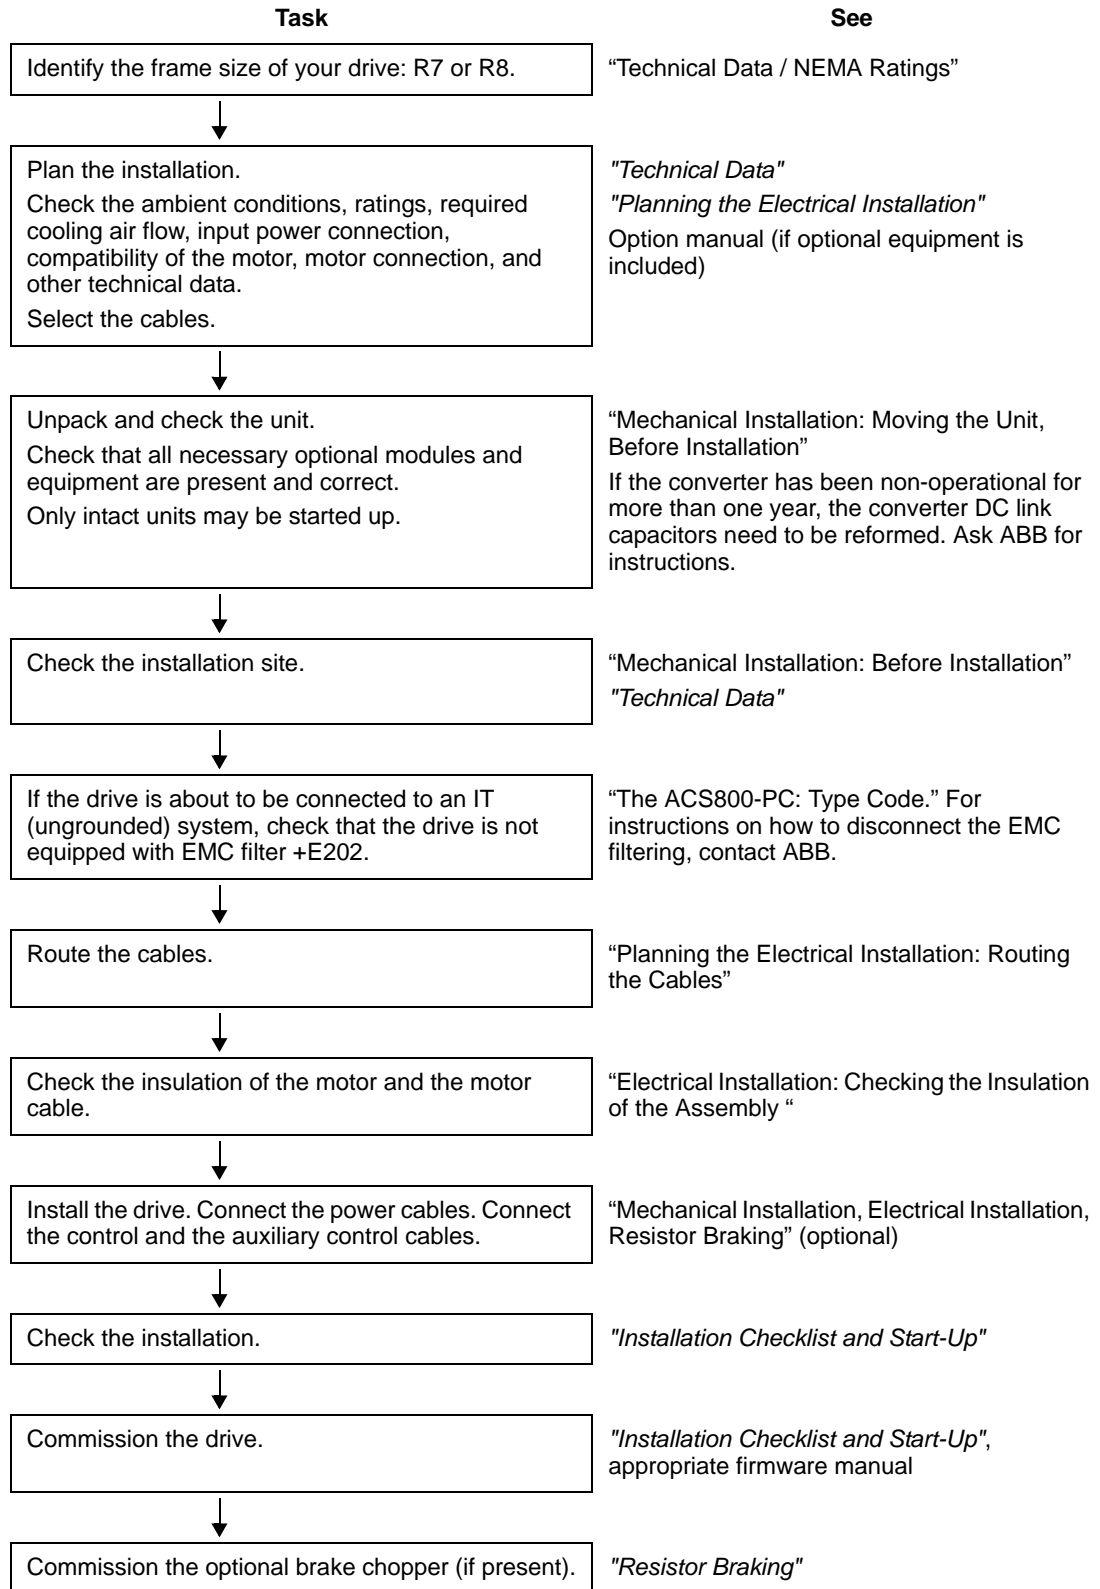 Task
See
Identify the frame size of your drive: R7 or R8.
“Technical Data / NEMA Ratings”
Plan the installation.
Check the ambient conditions, ratings, required
cooling air flow, input power connection,
compatibility of the motor, motor connection, and
other technical data.
Select the cables.
"Technical Data"
"Planning the Electrical Installation"
Option manual (if optional equipment is
included)
Unpack and check the unit.
Check that all necessary optional modules and
equipment are present and correct.
Only intact units may be started up.
“Mechanical Installation: Moving the Unit,
Before Installation”
If the converter has been non-operational for
more than one year, the converter DC link
capacitors need to be reformed. Ask ABB for
instructions.
Check the installation site.
“Mechanical Installation: Before Installation”
"Technical Data"
If the drive is about to be connected to an IT
(ungrounded) system, check that the drive is not
equipped with EMC filter +E202.
“The ACS800-PC: Type Code.” For
instructions on how to disconnect the EMC
filtering, contact ABB.
Route the cables.
“Planning the Electrical Installation: Routing
the Cables”
Check the insulation of the motor and the motor
cable.
“Electrical Installation: Checking the Insulation
of the Assembly “
Install the drive. Connect the power cables. Connect
the control and the auxiliary control cables.
“Mechanical Installation, Electrical Installation,
Resistor Braking” (optional)
Check the installation.
"Installation Checklist and Start-Up"
Commission the drive.
"Installation Checklist and Start-Up",
appropriate firmware manual
Commission the optional brake chopper (if present).
"Resistor Braking"